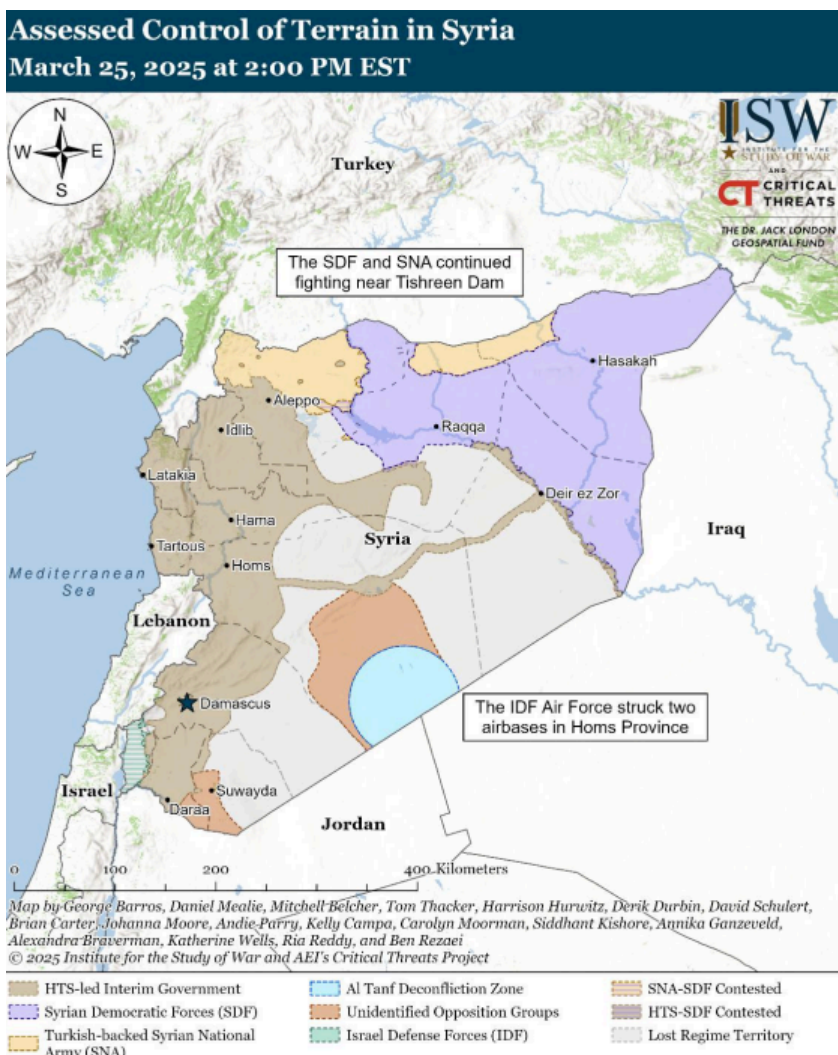 Assessed Control of Terrain in Syria
March 25, 2025 at 2:00 PM EST
N
W
E
S
ISW
INSTITUTE FOR THE
STUDY OF WAR
AND
CT CRITICAL
THREATS
THE DR. JACK LONDON
GEOSPATIAL FUND
Turkey
The SDF and SNA continued
fighting near Tishreen Dam
Hasakah
Aleppo
Idlib
Raqqa
Latakia
Deir ez Zor
Hama
Syria
Iraq
Tartous
Homs
Mediterranean
Sea
Lebanon
Damascus
The IDF Air Force struck two
airbases in Homs Province
Israel
Suwayda
Daraa
Jordan
0 100 200 400 Kilometers
Map by George Barros, Daniel Mealie, Mitchell Belcher, Tom Thacker, Harrison Hurwitz, Derik Durbin, David Schulert,
Brian Carter, Johanna Moore, Andie Parry, Kelly Campa, Carolyn Moorman, Siddhant Kishore, Annika Ganzeveld,
Alexandra Braverman, Katherine Wells, Ria Reddy, and Ben Rezaei
© 2025 Institute for the Study of War and AEI's Critical Threats Project
HTS-led Interim Government
Syrian Democratic Forces (SDF)
Turkish-backed Syrian National
Army (SNA)
Al Tanf Deconfliction Zone
Unidentified Opposition Groups
Israel Defense Forces (IDF)
SNA-SDF Contested
HTS-SDF Contested
Lost Regime Territory